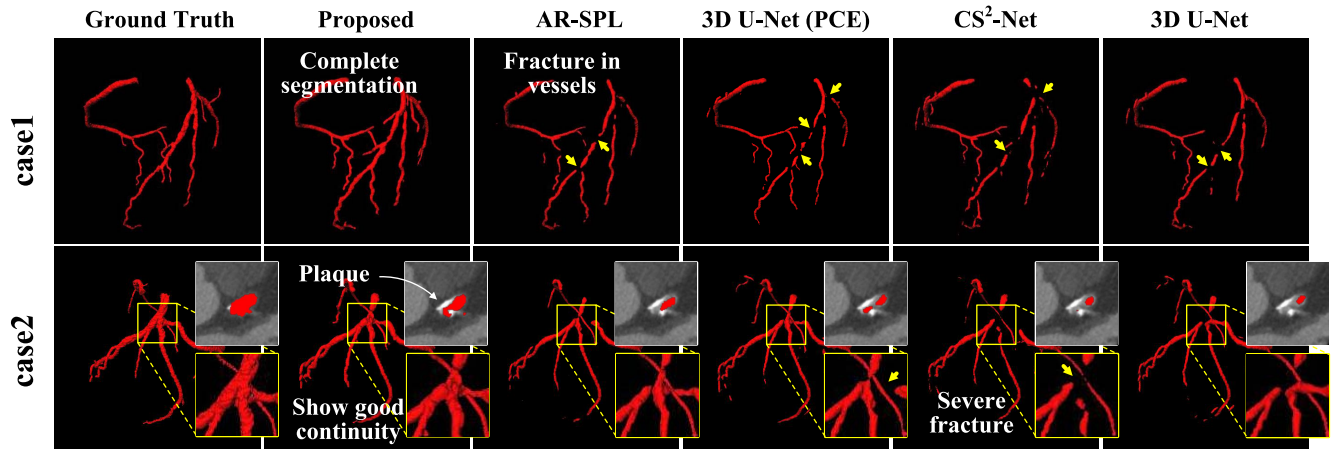 Ground Truth
Proposed
AR-SPL
3D U-Net (PCE)
CS²-Net
3D U-Net
case1
Complete
segmentation
Fracture in
vessels
case2
Plaque
Show good
continuity
Severe
fracture